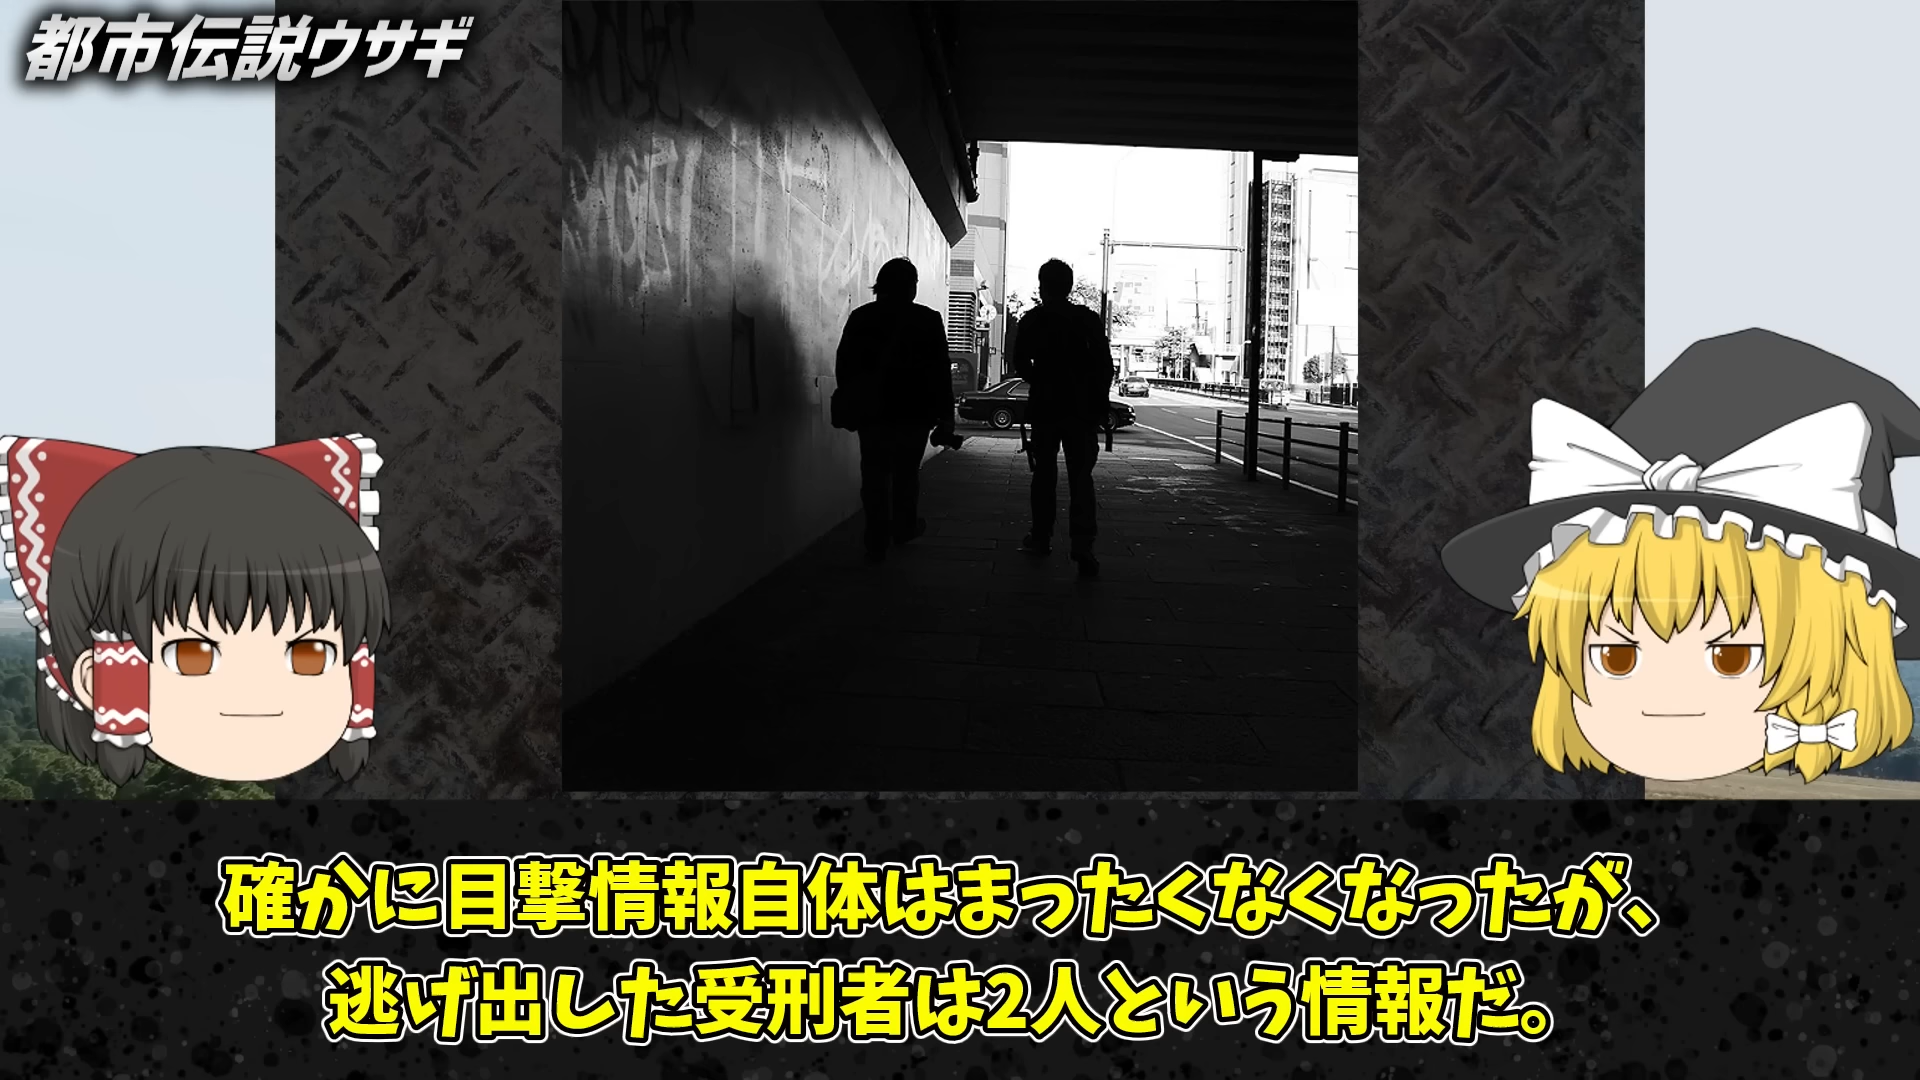 都市伝説ウサギ
確かに目撃情報自体はまったくなくなったが、
逃げ出した受刑者は2人という情報だ。